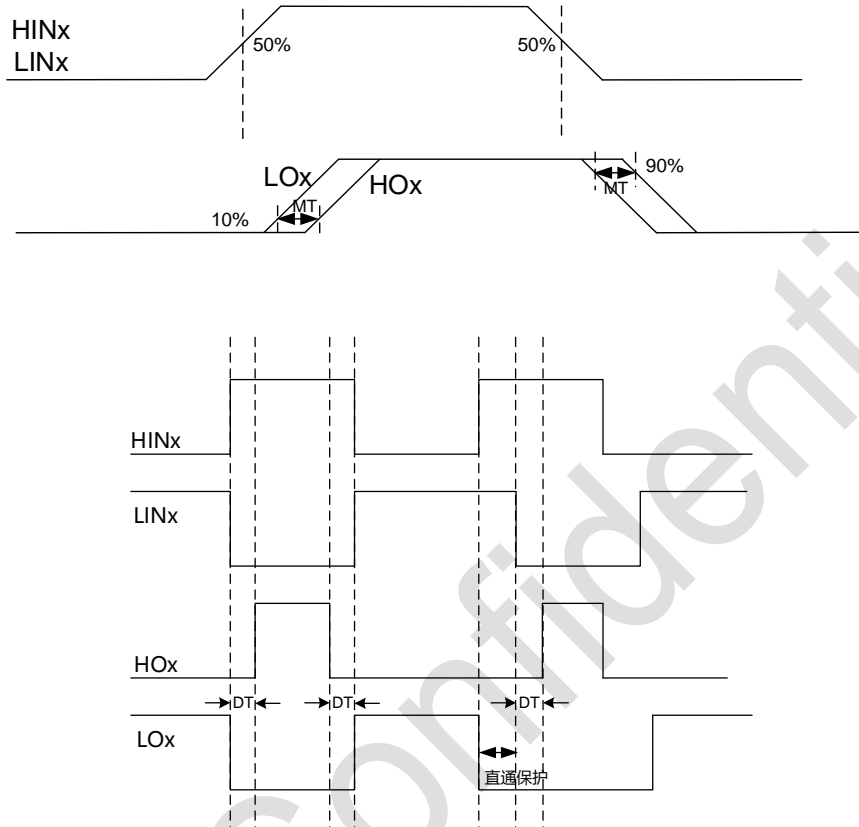 HINx
LINx
50%
50%
LOx
HOx
MT
10%
MT
90%
HINx
LINx
HOx
DT
DT
DT
LOx
直通保护
Confidenti